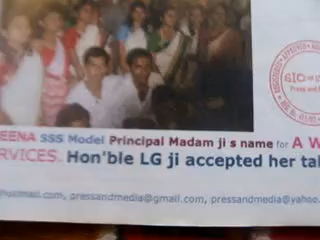 EENA SSS Model Principal Madam ji s name for A W
RVICES. Hon'ble LG ji accepted her tal
pressandmedia@gmail.com, pressandmedia@yahoo.